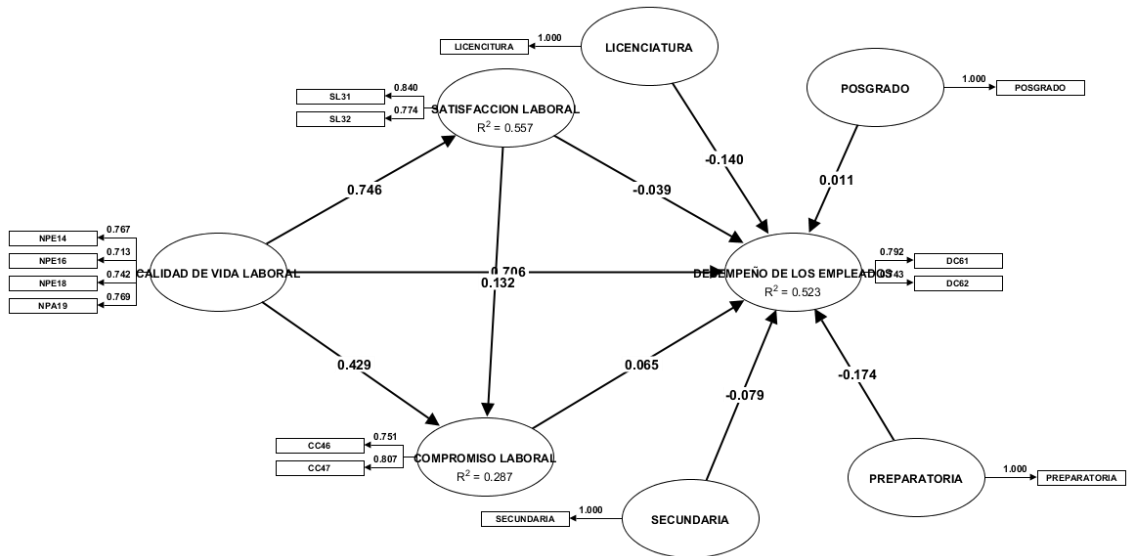 1.000
LICENCITURA
LICENCIATURA
1.000
POSGRADO
POSGRADO
0.840
SL31
0.774
SL32
SATISFACCION LABORAL
R² = 0.557
-0.140
0.746
-0.039
0.011
0.767
NPE14
0.713
NPE16
0.742
NPE18
0.769
NPA19
CALIDAD DE VIDA LABORAL
0.706
0.132
DESEMPEÑO DE LOS EMPLEADOS
R² = 0.523
0.792
DC61
0.743
DC62
0.429
0.065
-0.174
-0.079
0.751
CC46
0.807
CC47
COMPROMISO LABORAL
R² = 0.287
PREPARATORIA
1.000
PREPARATORIA
1.000
SECUNDARIA
SECUNDARIA